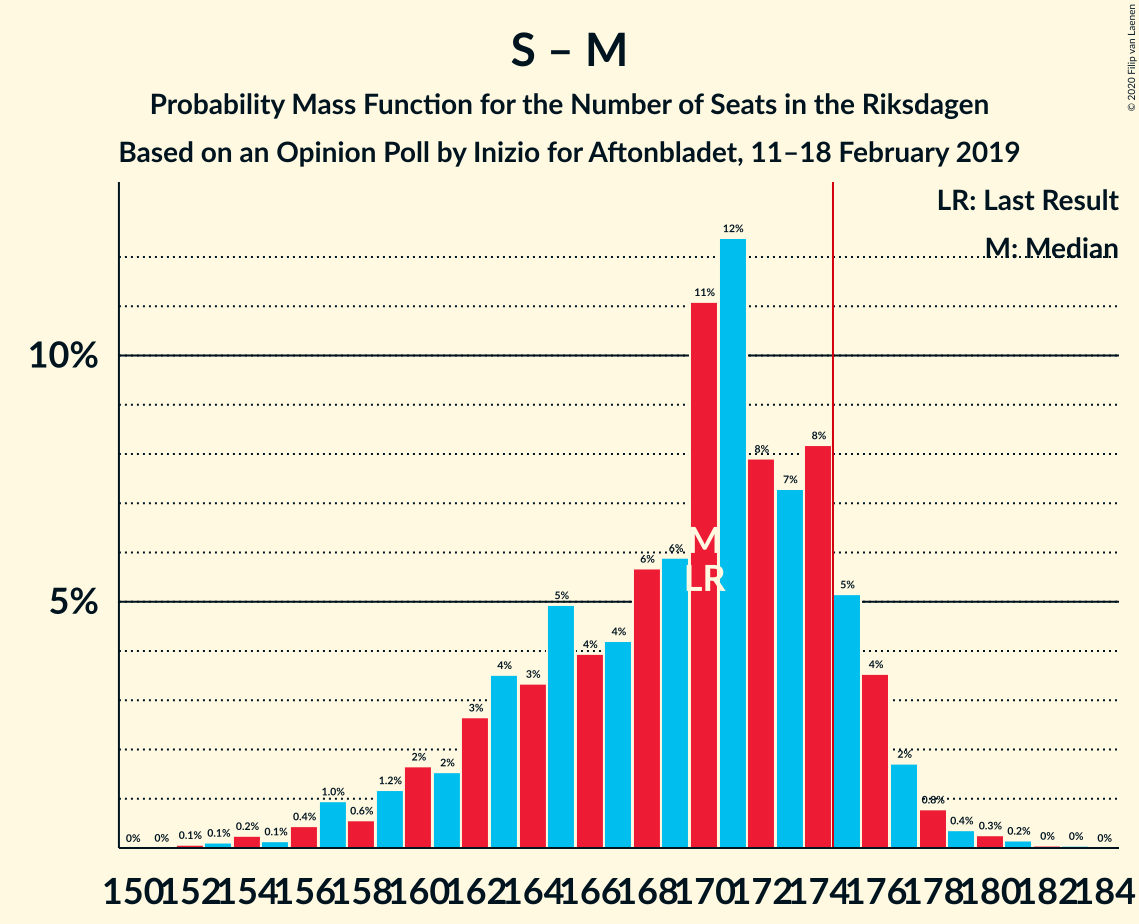 S – M
Probability Mass Function for the Number of Seats in the Riksdagen
Based on an Opinion Poll by Inizio for Aftonbladet, 11–18 February 2019
© 2020 Filip van Laenen
LR: Last Result
M: Median
10%
5%
0% 0% 0.1% 0.1% 0.2% 0.1% 0.4% 1.0% 0.6% 1.2% 2% 2% 3% 4% 3% 5% 4% 4% 6% 6% 11% 12% 8% 7% 8% 5% 4% 2% 0.8% 0.4% 0.3% 0.2% 0% 0% 0%
M
LR
150 152 154 156 158 160 162 164 166 168 170 172 174 176 178 180 182 184